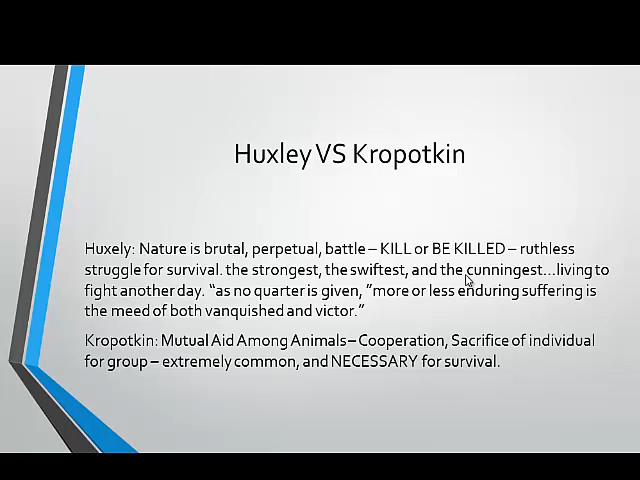 Huxley VS Kropotkin
Huxely: Nature is brutal, perpetual, battle – KILL or BE KILLED – ruthless
struggle for survival. the strongest, the swiftest, and the cunningest...living to
fight another day. “as no quarter is given, ”more or less enduring suffering is
the meed of both vanquished and victor.”
Kropotkin: Mutual Aid Among Animals – Cooperation, Sacrifice of individual
for group – extremely common, and NECESSARY for survival.